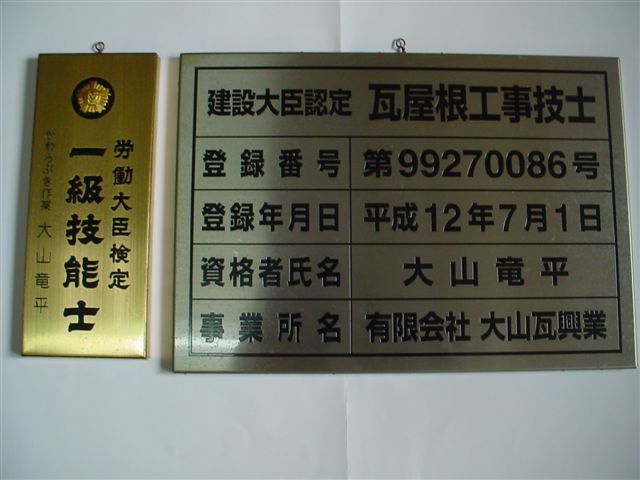 労働大臣検定
一級技能士
かわらぶき作業 大山竜平
建設大臣認定 瓦屋根工事技士
登録番号 第99270086号
登録年月日 平成12年7月1日
資格者氏名 大山竜平
事業所名 有限会社 大山瓦興業